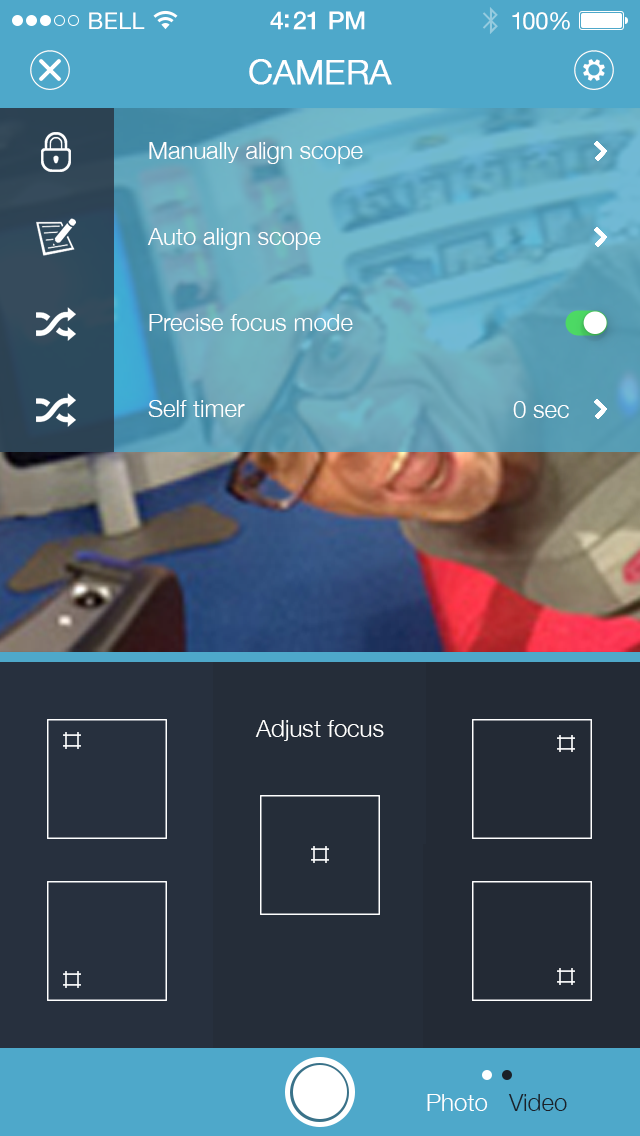 BELL 4:21 PM 100%
CAMERA
Manually align scope
Auto align scope
Precise focus mode
Self timer 0 sec
Adjust focus
Photo Video